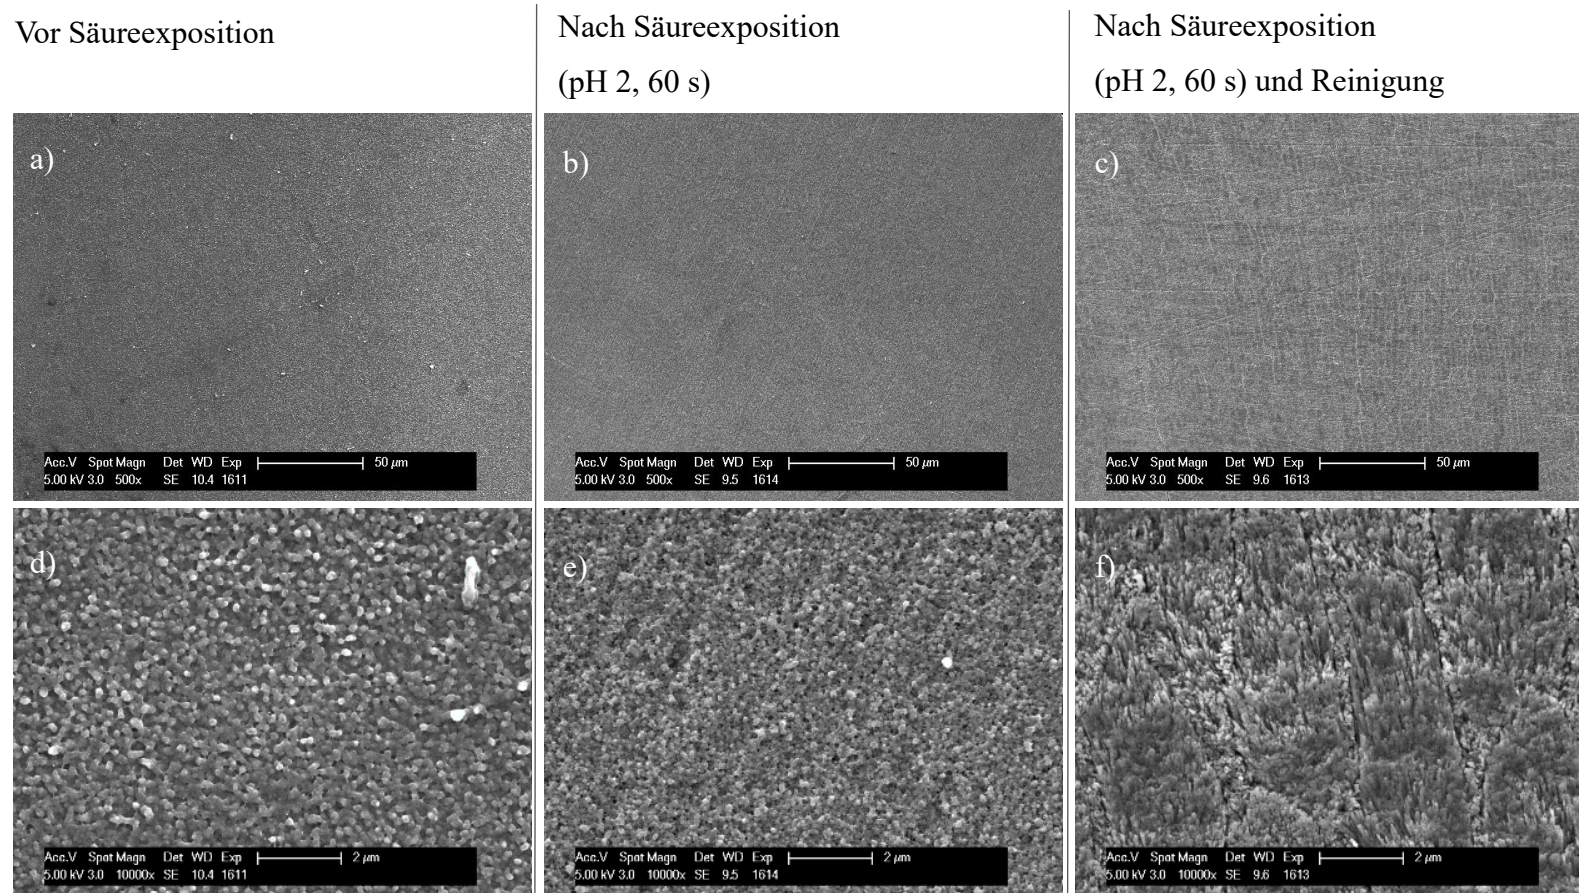 Vor Säureexposition
Nach Säureexposition
(pH 2, 60 s)
Nach Säureexposition
(pH 2, 60 s) und Reinigung
a)
Acc.V Spot Magn Det WD Exp 50 µm
5.00 kV 3.0 500x SE 10.4 1611
b)
Acc.V Spot Magn Det WD Exp 50 µm
5.00 kV 3.0 500x SE 9.5 1614
c)
Acc.V Spot Magn Det WD Exp 50 µm
5.00 kV 3.0 500x SE 9.6 1613
d)
Acc.V Spot Magn Det WD Exp 2 µm
5.00 kV 3.0 10000x SE 10.4 1611
e)
Acc.V Spot Magn Det WD Exp 2 µm
5.00 kV 3.0 10000x SE 9.5 1614
f)
Acc.V Spot Magn Det WD Exp 2 µm
5.00 kV 3.0 10000x SE 9.6 1613